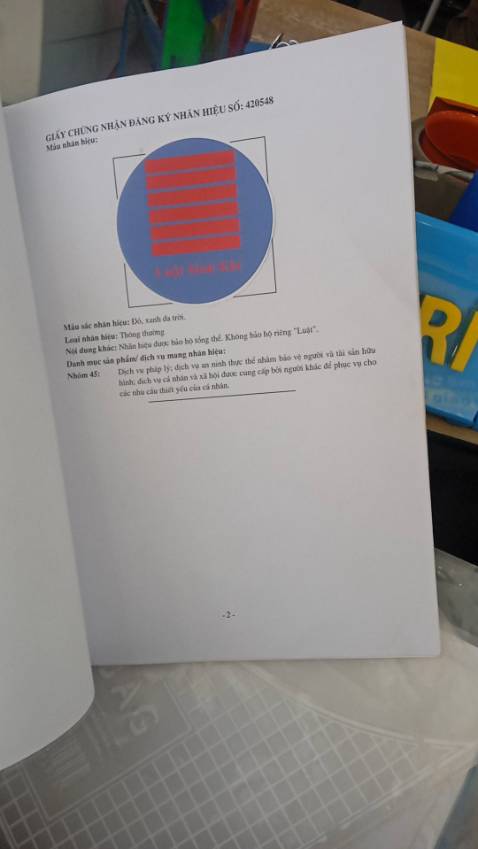 GIẤY CHỨNG NHẬN ĐĂNG KÝ NHÃN HIỆU SỐ: 420548
Mẫu nhãn hiệu:
Luật
Màu sắc nhãn hiệu: Đỏ, xanh da trời.
Loại nhãn hiệu: Thông thường
Nội dung khác: Nhãn hiệu được bảo hộ tổng thể. Không bảo hộ riêng "Luật".
Danh mục sản phẩm/ dịch vụ mang nhãn hiệu:
Nhóm 45: Dịch vụ pháp lý; dịch vụ an ninh thực thể nhằm bảo vệ người và tài sản hữu
hình; dịch vụ cá nhân và xã hội được cung cấp bởi người khác để phục vụ cho
các nhu cầu thiết yếu của cá nhân.
-2-
RI